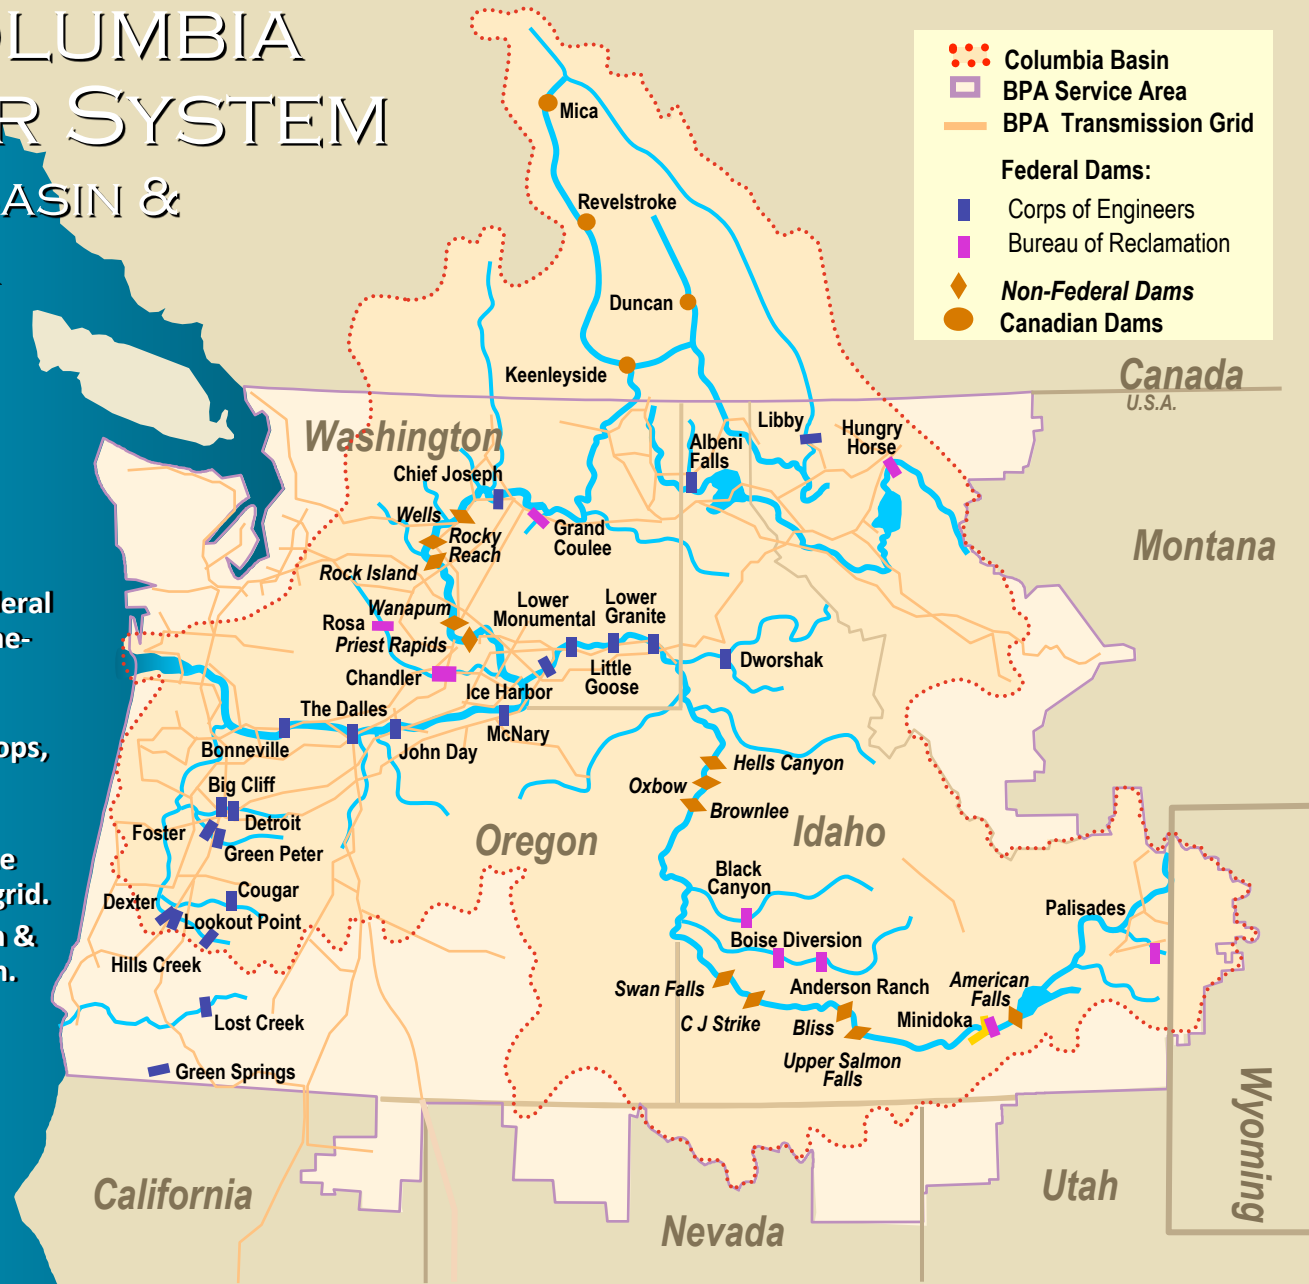 OLUMBIA
R SYSTEM
ASIN &
Columbia Basin
BPA Service Area
BPA Transmission Grid
Federal Dams:
Corps of Engineers
Bureau of Reclamation
Non-Federal Dams
Canadian Dams
Mica
Revelstroke
Duncan
Keenleyside
Canada
U.S.A.
Washington
Libby
Hungry
Horse
Albeni
Falls
Chief Joseph
Wells
Rocky
Reach
Grand
Coulee
Rock Island
Montana
eral
ne-
Wanapum
Rosa
Priest Rapids
Lower
Monumental
Lower
Granite
Little
Goose
Dworshak
Chandler
Ice Harbor
The Dalles
McNary
Bonneville
John Day
ops,
Hells Canyon
Oxbow
Brownlee
Big Cliff
Detroit
Foster
Green Peter
Oregon
Idaho
e
grid.
n &
n.
Black
Canyon
Cougar
Dexter
Lookout Point
Hills Creek
Palisades
Boise Diversion
Anderson Ranch
American
Falls
Swan Falls
C J Strike
Bliss
Minidoka
Upper Salmon
Falls
Lost Creek
Green Springs
Wyoming
California
Nevada
Utah